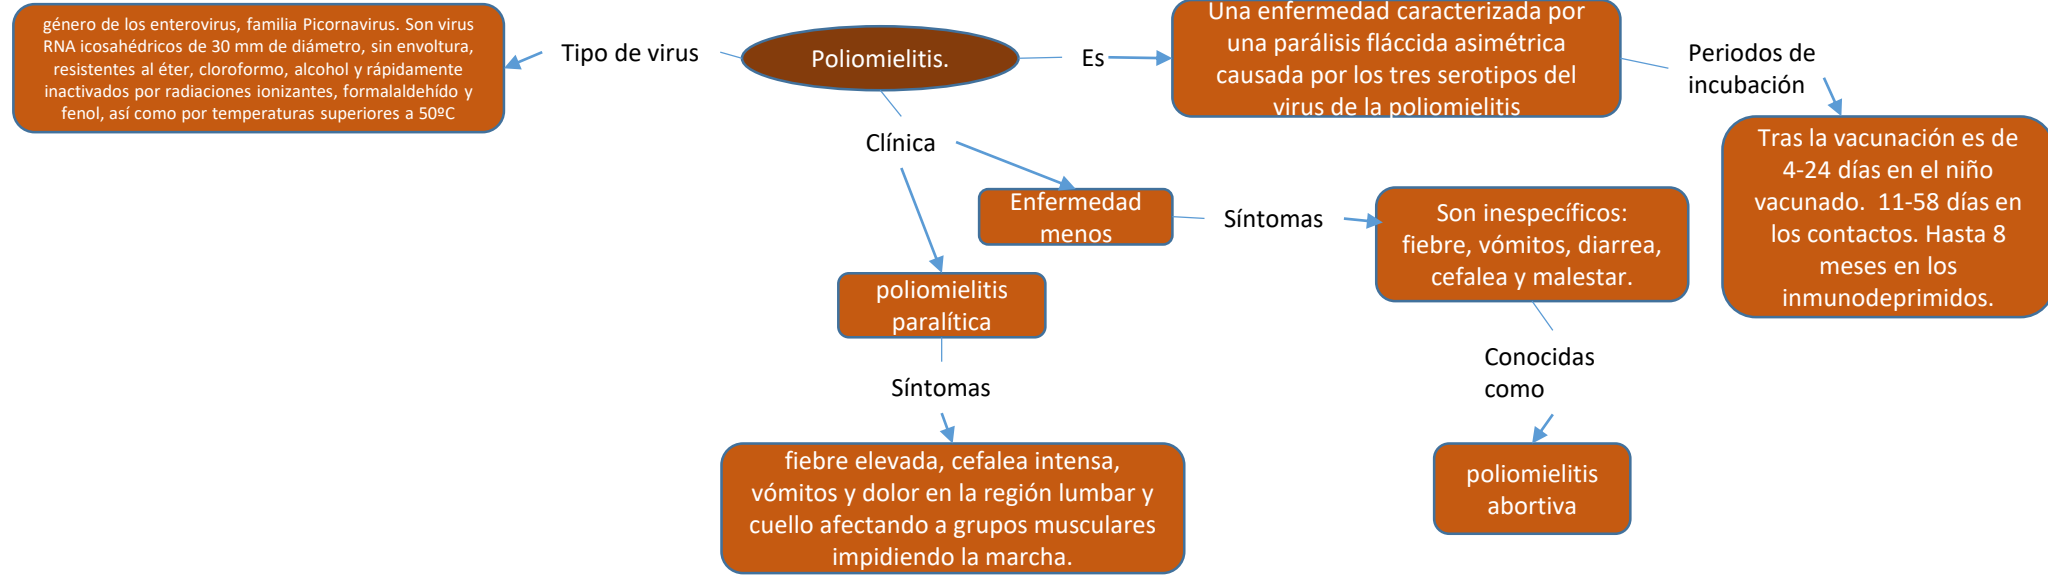 género de los enterovirus, familia Picornavirus. Son virus
RNA icosahédricos de 30 mm de diámetro, sin envoltura,
resistentes al éter, cloroformo, alcohol y rápidamente
inactivados por radiaciones ionizantes, formalaldehído y
fenol, así como por temperaturas superiores a 50ºC
Tipo de virus
Poliomielitis.
Es
Una enfermedad caracterizada por
una parálisis fláccida asimétrica
causada por los tres serotipos del
virus de la poliomielitis
Periodos de
incubación
Tras la vacunación es de
4-24 días en el niño
vacunado. 11-58 días en
los contactos. Hasta 8
meses en los
inmunodeprimidos.
Clínica
Enfermedad
menos
Síntomas
Son inespecíficos:
fiebre, vómitos, diarrea,
cefalea y malestar.
Conocidas
como
poliomielitis
abortiva
poliomielitis
paralítica
Síntomas
fiebre elevada, cefalea intensa,
vómitos y dolor en la región lumbar y
cuello afectando a grupos musculares
impidiendo la marcha.